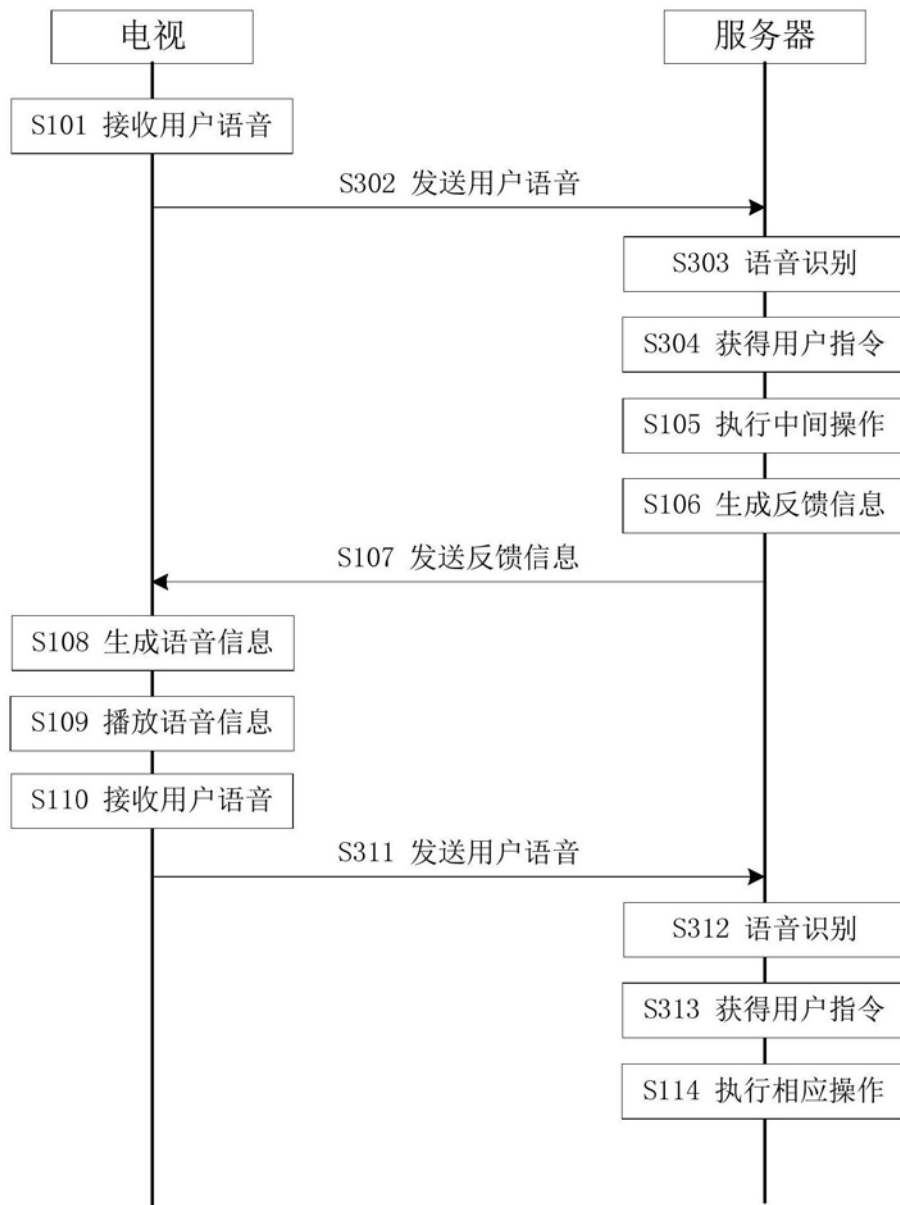 电视
服务器
S101 接收用户语音
S302 发送用户语音
S303 语音识别
S304 获得用户指令
S105 执行中间操作
S106 生成反馈信息
S107 发送反馈信息
S108 生成语音信息
S109 播放语音信息
S110 接收用户语音
S311 发送用户语音
S312 语音识别
S313 获得用户指令
S114 执行相应操作